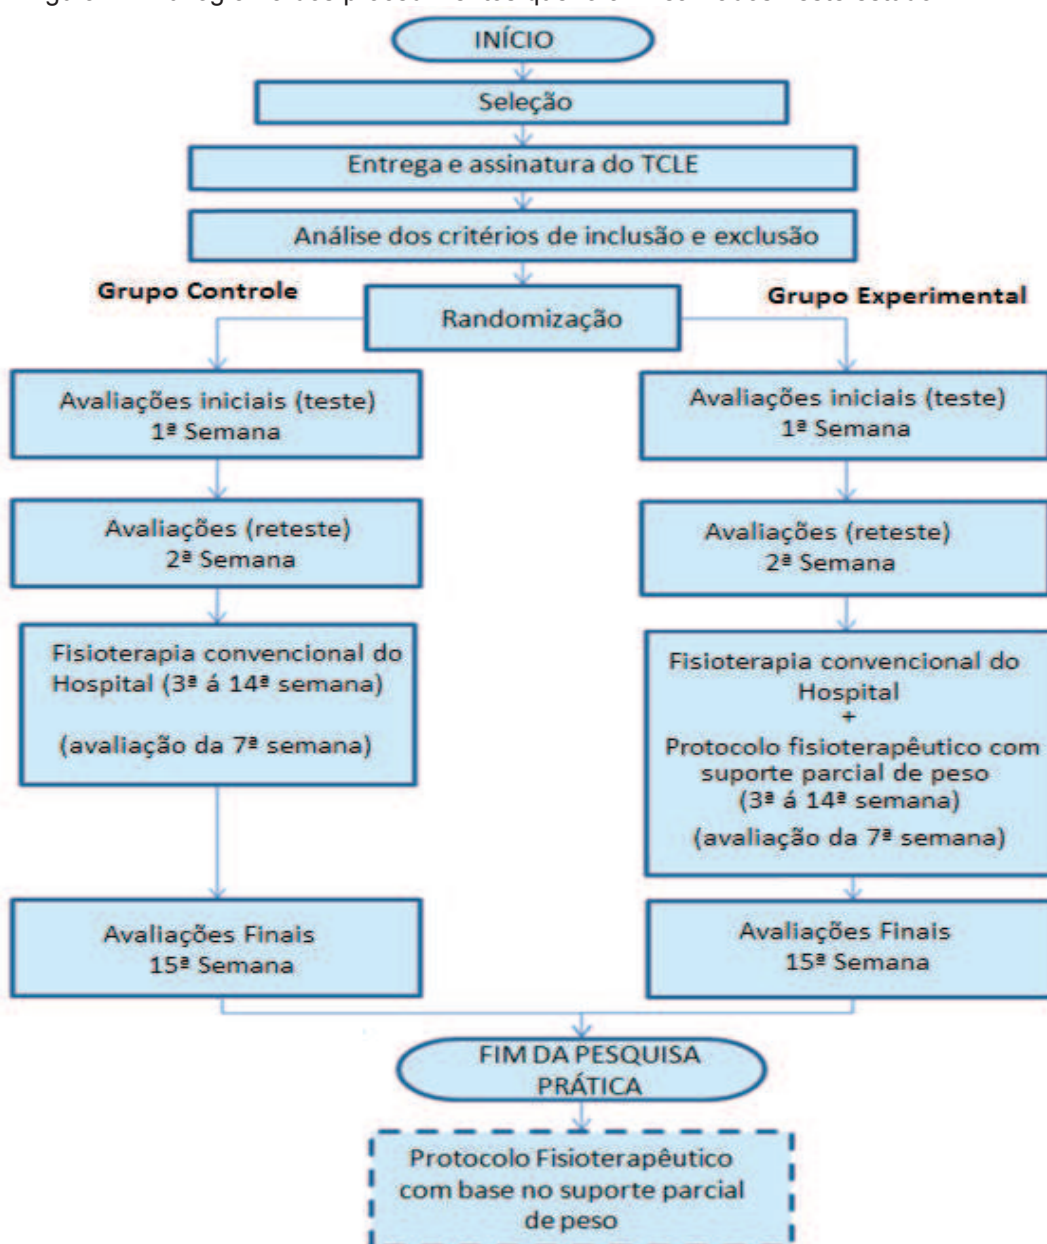 INÍCIO
Seleção
Entrega e assinatura do TCLE
Análise dos critérios de inclusão e exclusão
Grupo Controle
Randomização
Grupo Experimental
Avaliações iniciais (teste)
1ª Semana
Avaliações (reteste)
2ª Semana
Fisioterapia convencional do
Hospital (3ª á 14ª semana)
(avaliação da 7ª semana)
Avaliações Finais
15ª Semana
Avaliações iniciais (teste)
1ª Semana
Avaliações (reteste)
2ª Semana
Fisioterapia convencional do
Hospital
+
Protocolo fisioterapêutico com
suporte parcial de peso
(3ª á 14ª semana)
(avaliação da 7ª semana)
Avaliações Finais
15ª Semana
FIM DA PESQUISA
PRÁTICA
Protocolo Fisioterapêutico
com base no suporte parcial
de peso